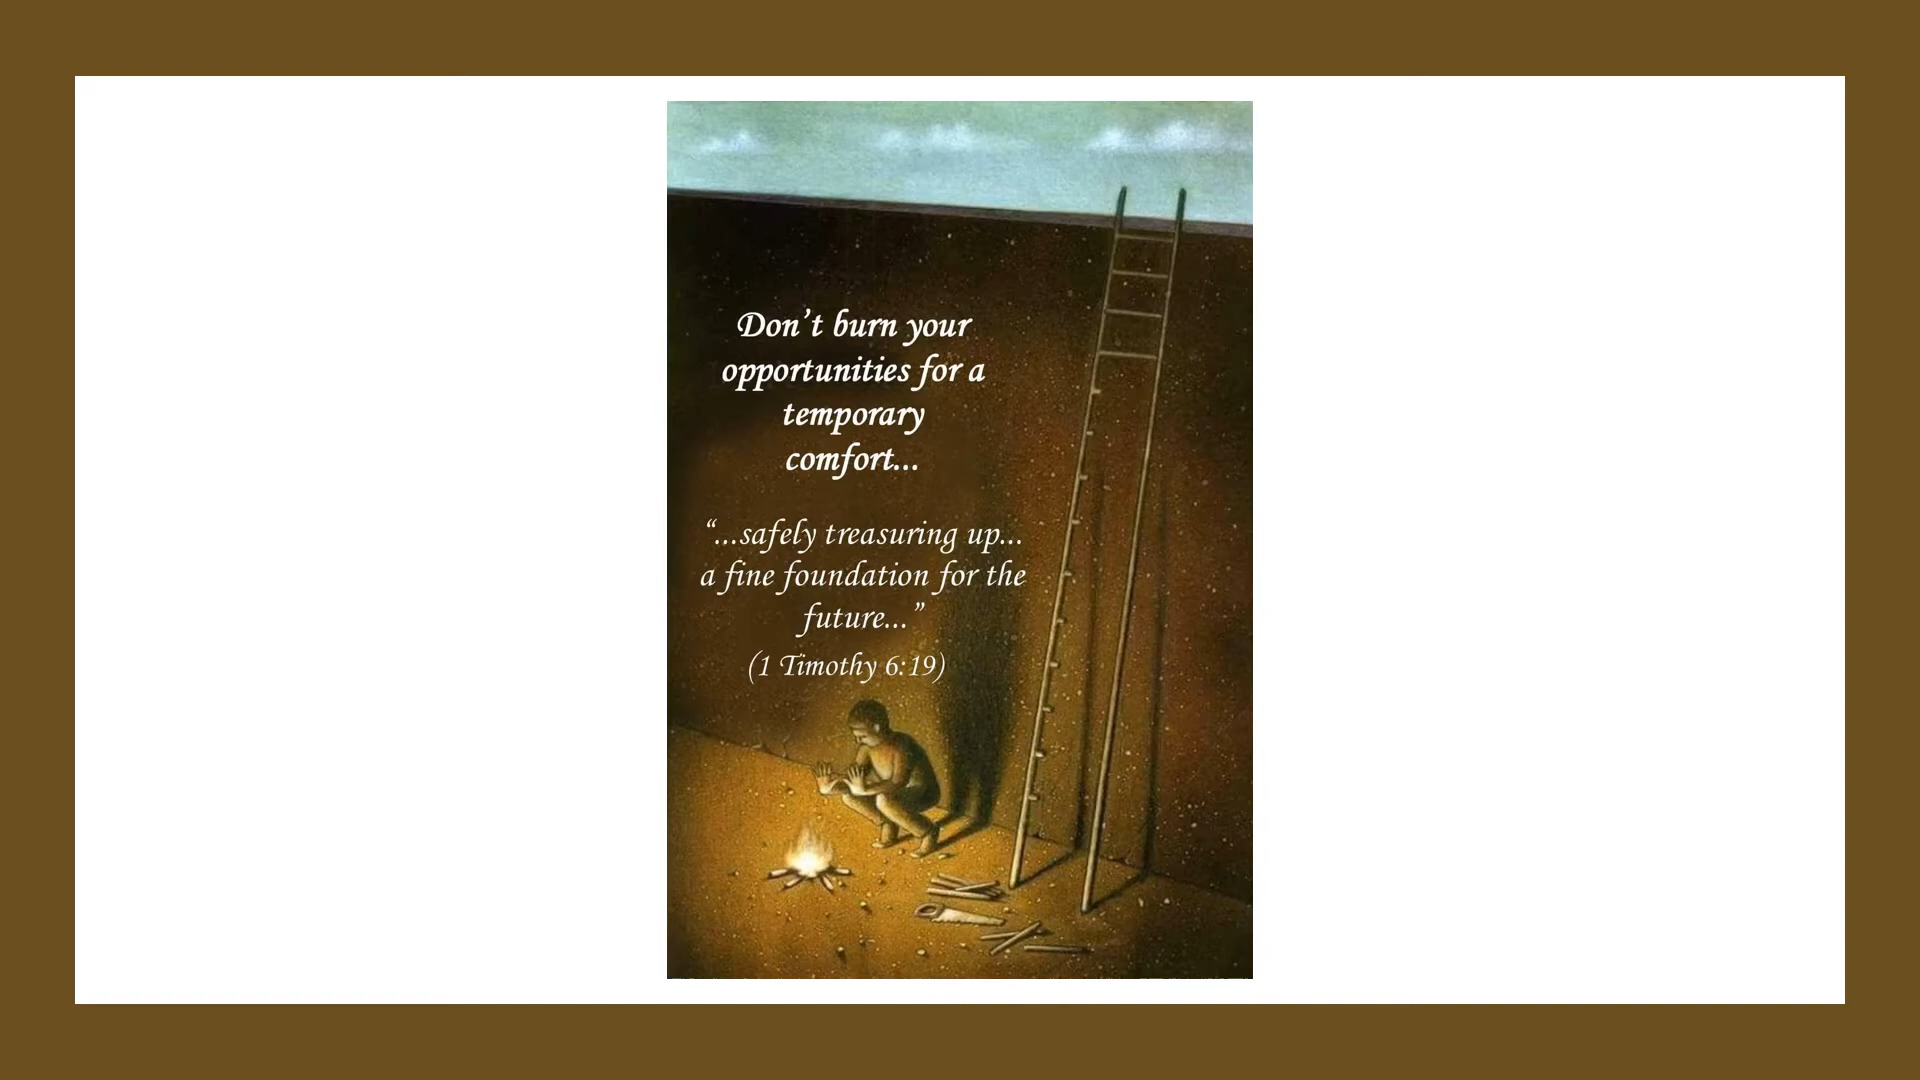 Don’t burn your
opportunities for a
temporary
comfort...
“...safely treasuring up...
a fine foundation for the
future...”
(1 Timothy 6:19)